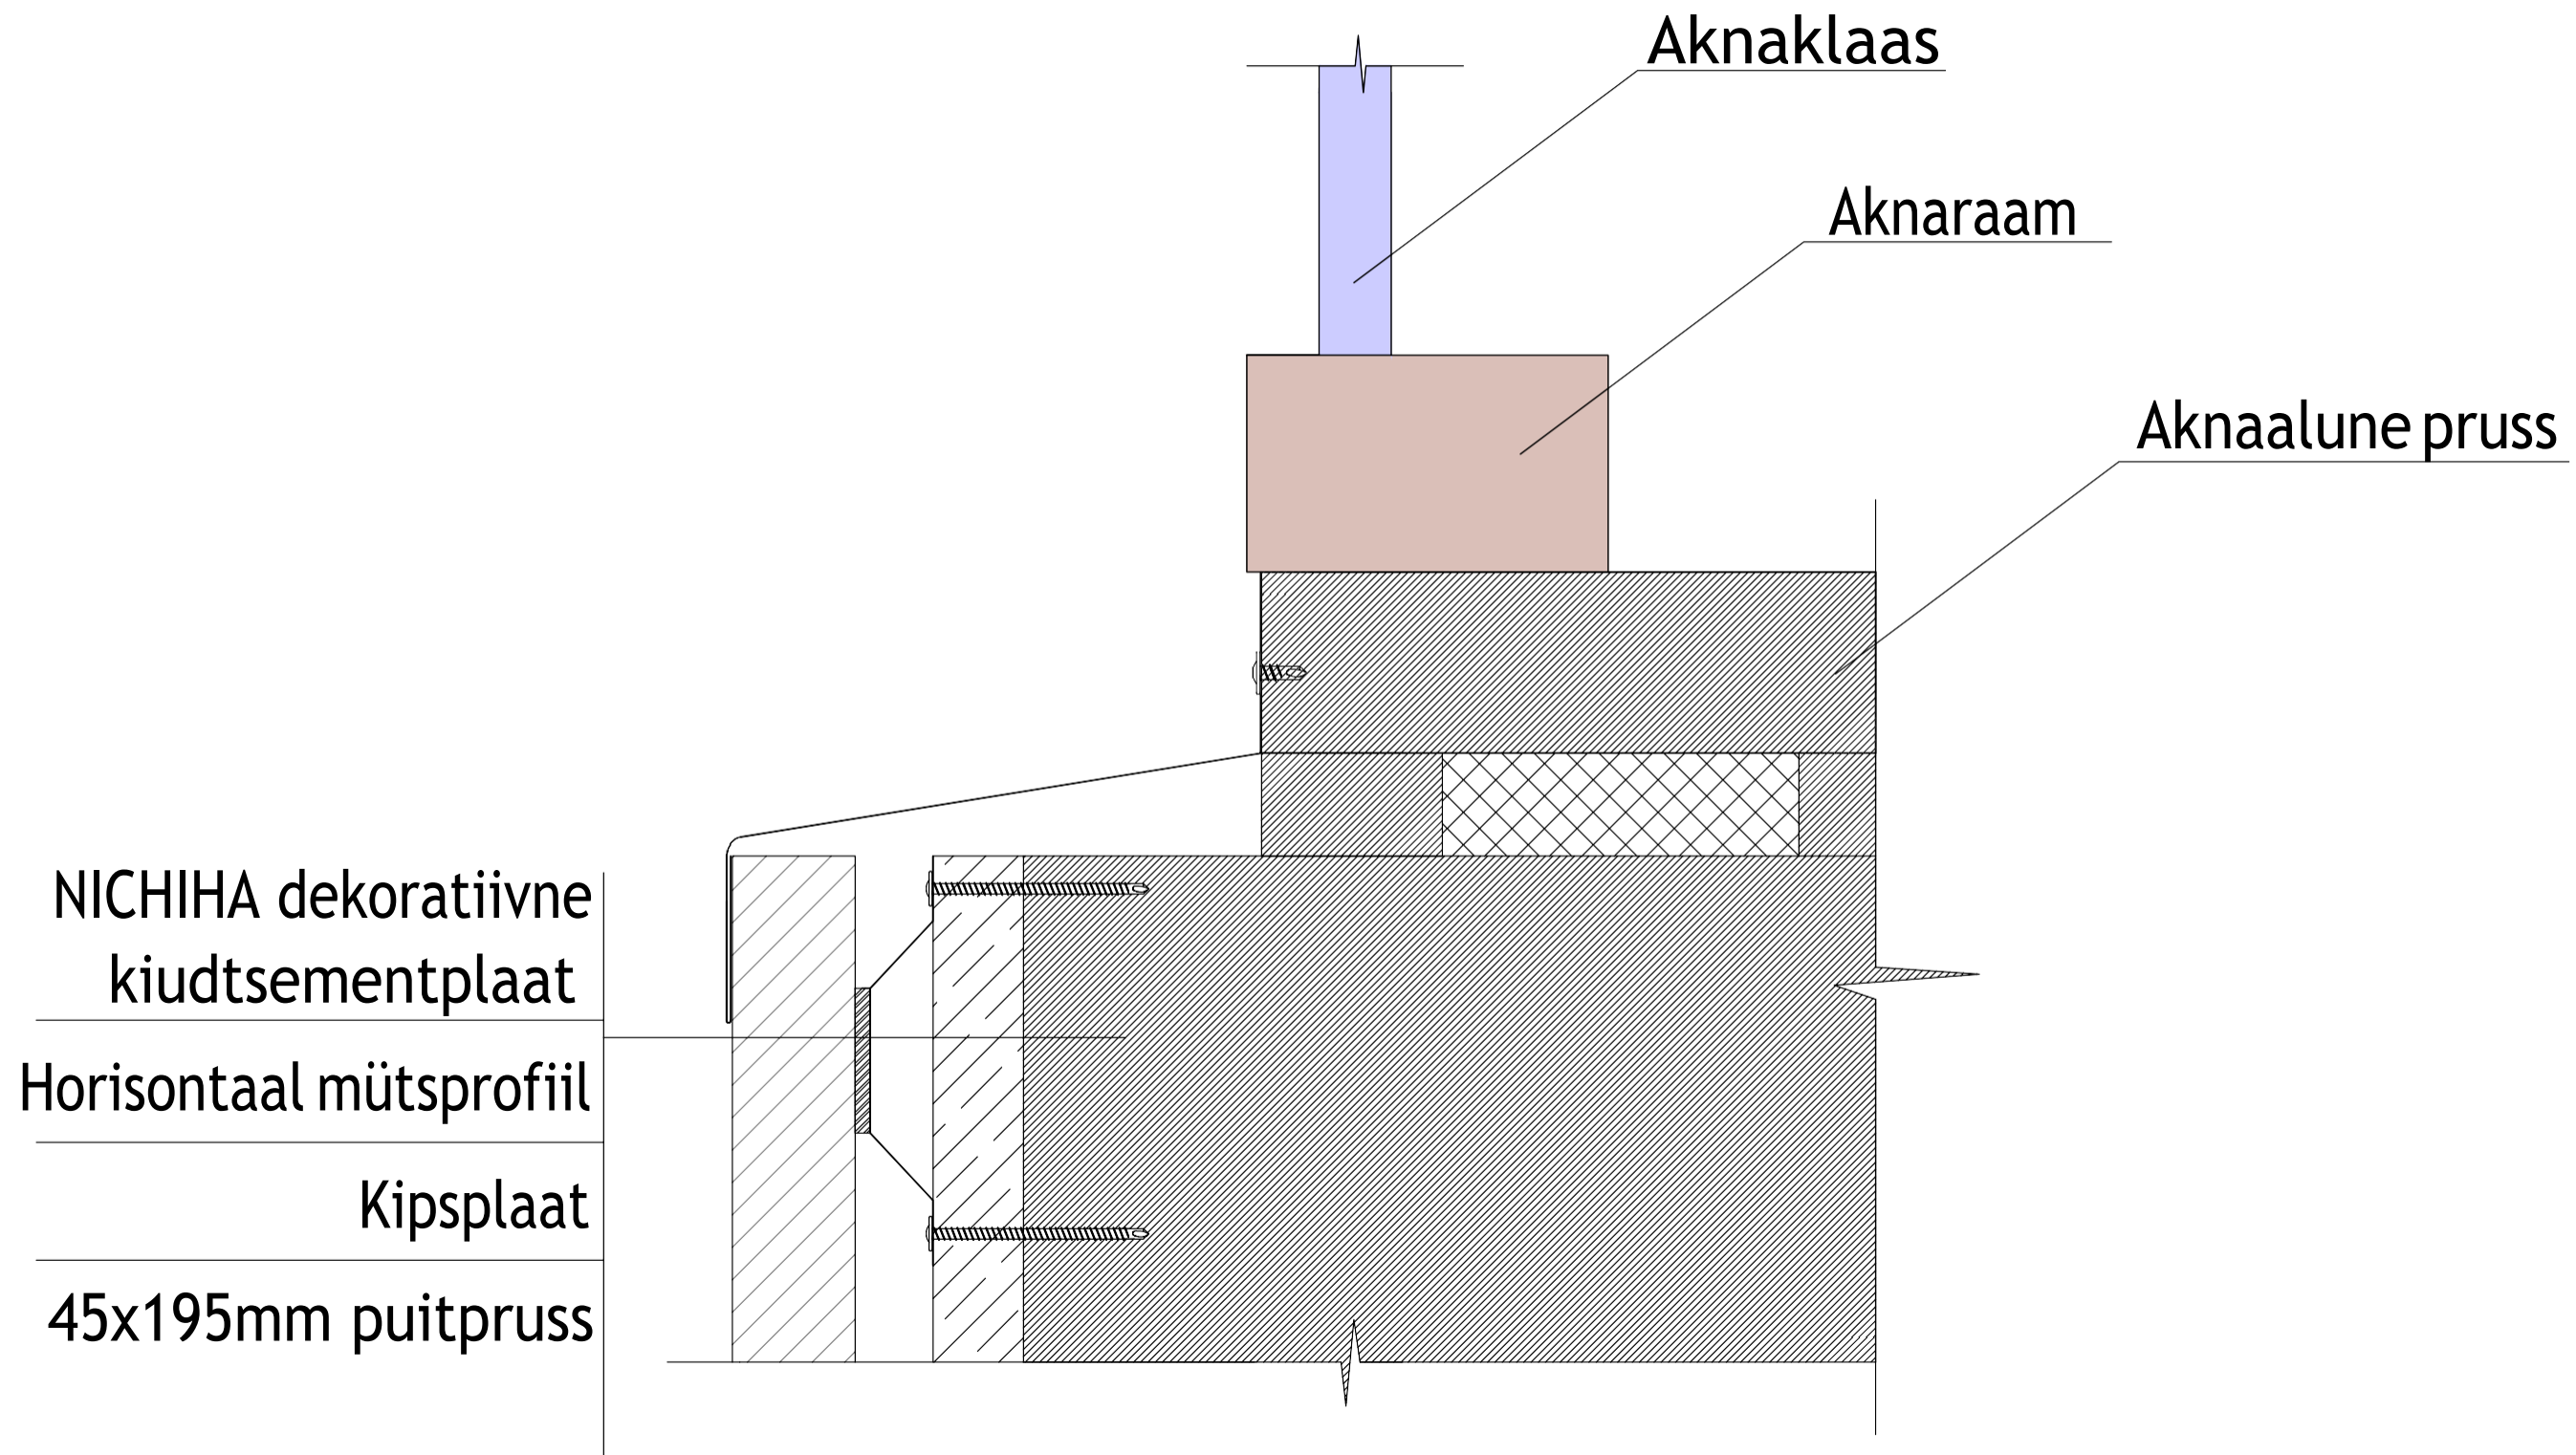 Aknaklaas
Aknaraam
Aknaalune pruss
NICHIHA dekoratiivne
kiudtsementplaat
Horisontaal mütsprofiil
Kipsplaat
45x195mm puitpruss